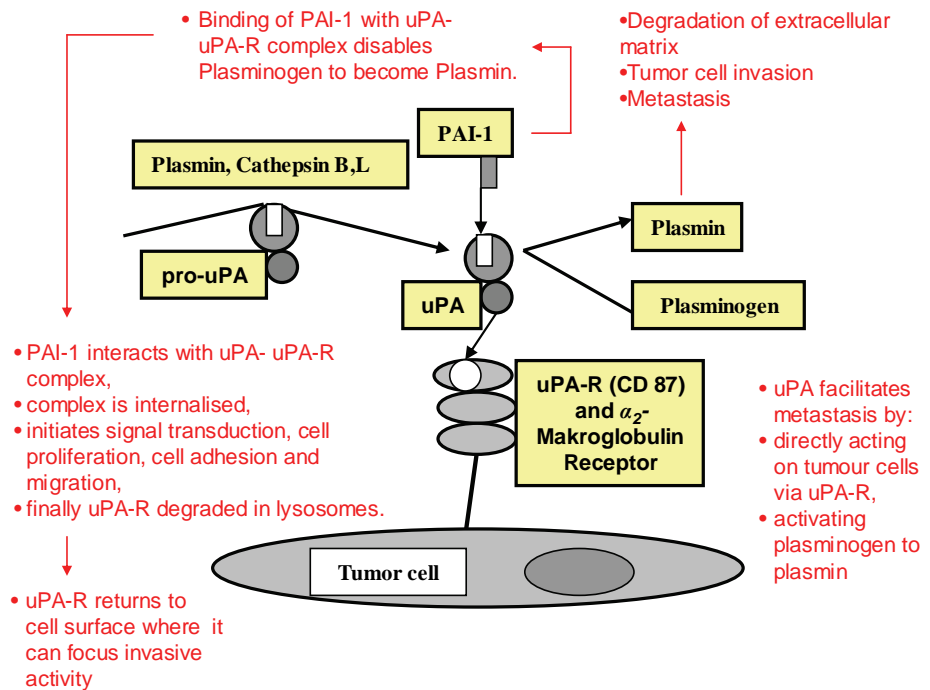 • Binding of PAI-1 with uPA-
uPA-R complex disables
Plasminogen to become Plasmin.
•Degradation of extracellular
matrix
•Tumor cell invasion
•Metastasis
PAI-1
Plasmin, Cathepsin B,L
pro-uPA
uPA
Plasmin
Plasminogen
• PAI-1 interacts with uPA- uPA-R
complex,
• complex is internalised,
• initiates signal transduction, cell
proliferation, cell adhesion and
migration,
• finally uPA-R degraded in lysosomes.
uPA-R (CD 87)
and α2-
Makroglobulin
Receptor
• uPA facilitates
metastasis by:
• directly acting
on tumour cells
via uPA-R,
• activating
plasminogen to
plasmin
Tumor cell
• uPA-R returns to
cell surface where it
can focus invasive
activity